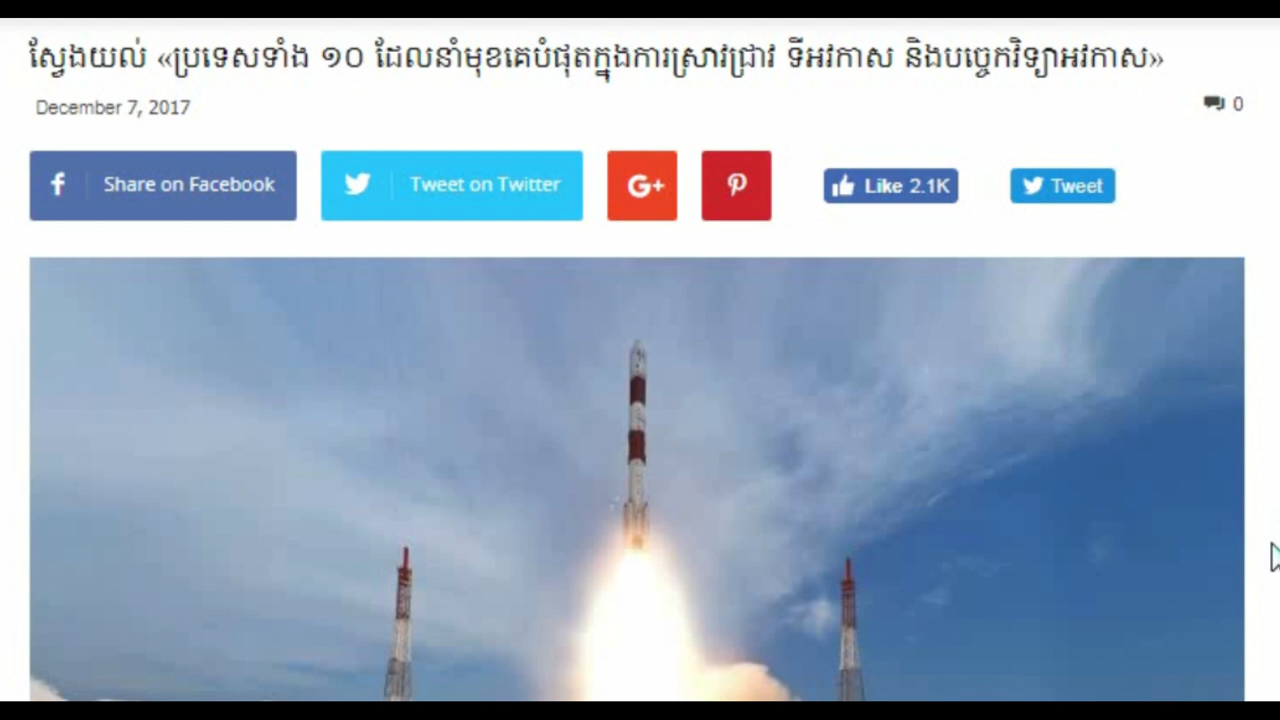 ស្វែងយល់ «ប្រទេសទាំង ១០ ដែលនាំមុខគេបំផុតក្នុងការស្រាវជ្រាវ ទីអវកាស និងបច្ចេកវិទ្យាអវកាស»
December 7, 2017
0
Share on Facebook
Tweet on Twitter
G+
Like 2.1K
Tweet